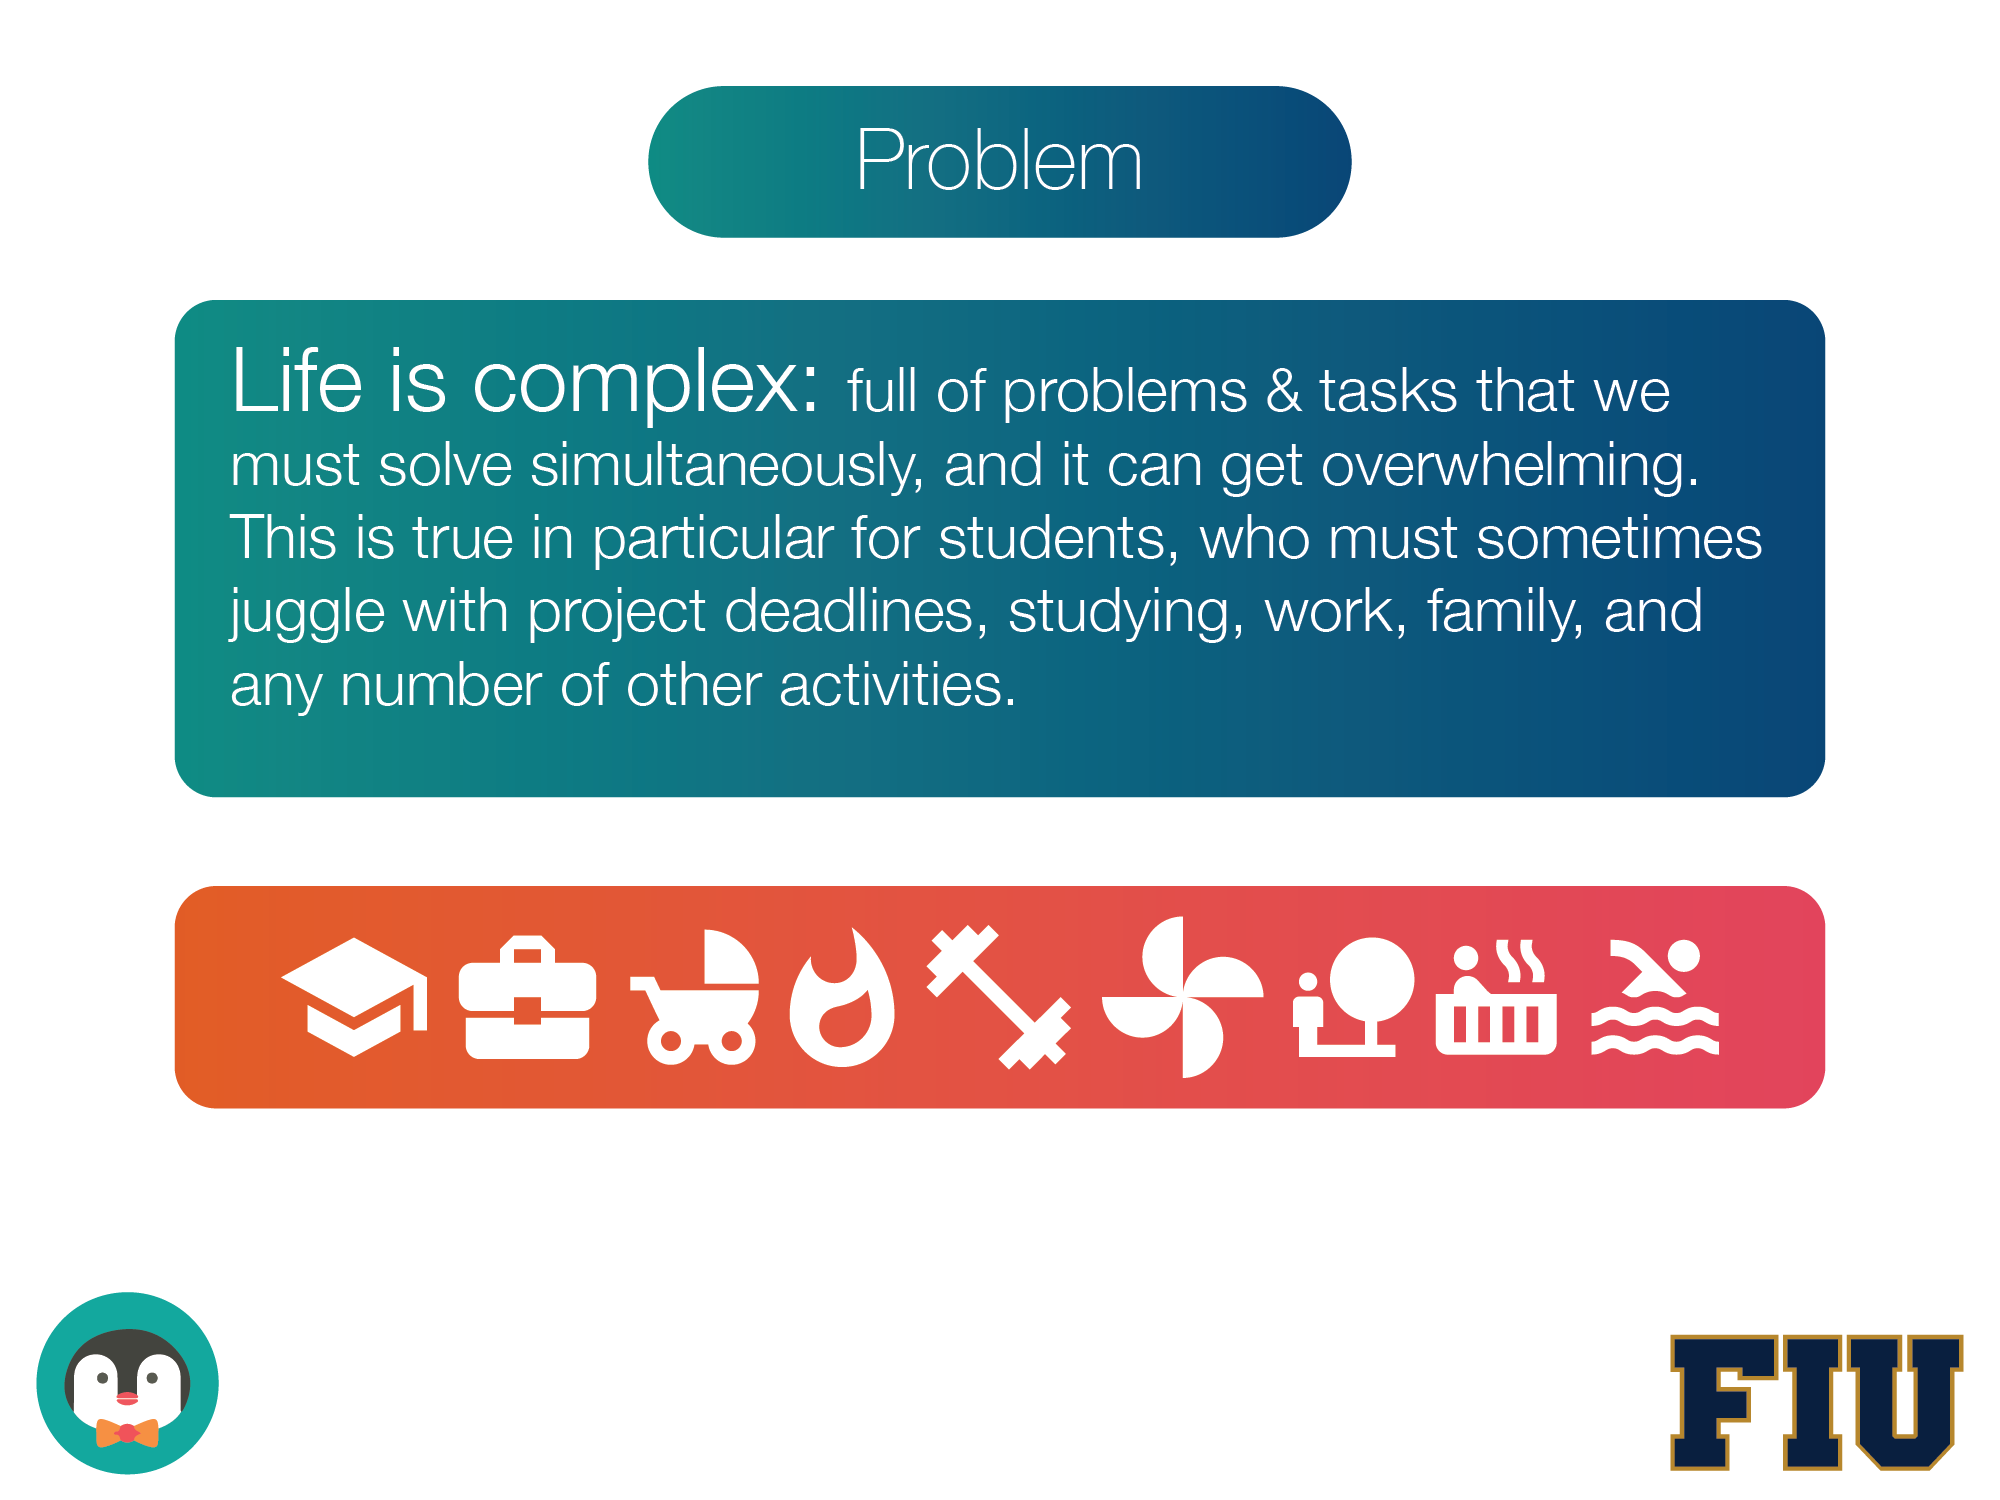 Problem
Life is complex: full of problems & tasks that we
must solve simultaneously, and it can get overwhelming.
This is true in particular for students, who must sometimes
juggle with project deadlines, studying, work, family, and
any number of other activities.
FIU